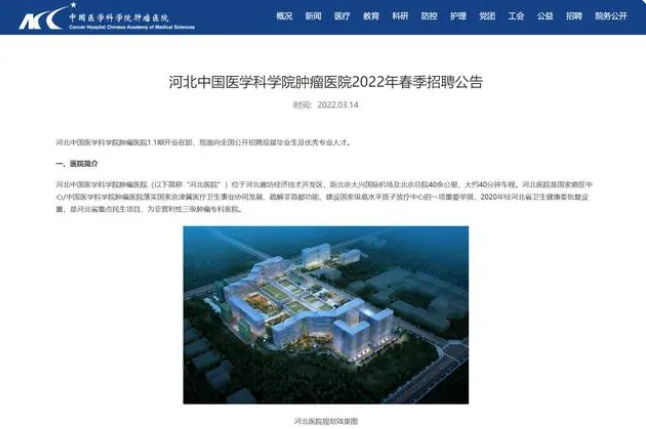 NCC
中国医学科学院肿瘤医院
Cancer Hospital Chinese Academy of Medical Sciences
概况 新闻 医疗 教育 科研 防控 护理 党团 工会 公益 招聘 院务公开
河北中国医学科学院肿瘤医院2022年春季招聘公告
时间：2022.03.14
河北中国医学科学院肿瘤医院1.1期开业在即，现面向全国公开招聘应届毕业生及优秀专业人才。
一、医院简介
河北中国医学科学院肿瘤医院（以下简称“河北医院”）位于河北廊坊经济技术开发区，距北京大兴国际机场及北京总院40余公里，大约40分钟车程。河北医院是国家癌症中
心/中国医学科学院肿瘤医院落实国家京津冀医疗卫生事业协同发展、疏解非首都功能、建设国家级高水平质子放疗中心的一项重要举措，2020年经河北省卫生健康委批复设
置，是河北省重点民生项目，为非营利性三级肿瘤专科医院。
河北医院规划效果图